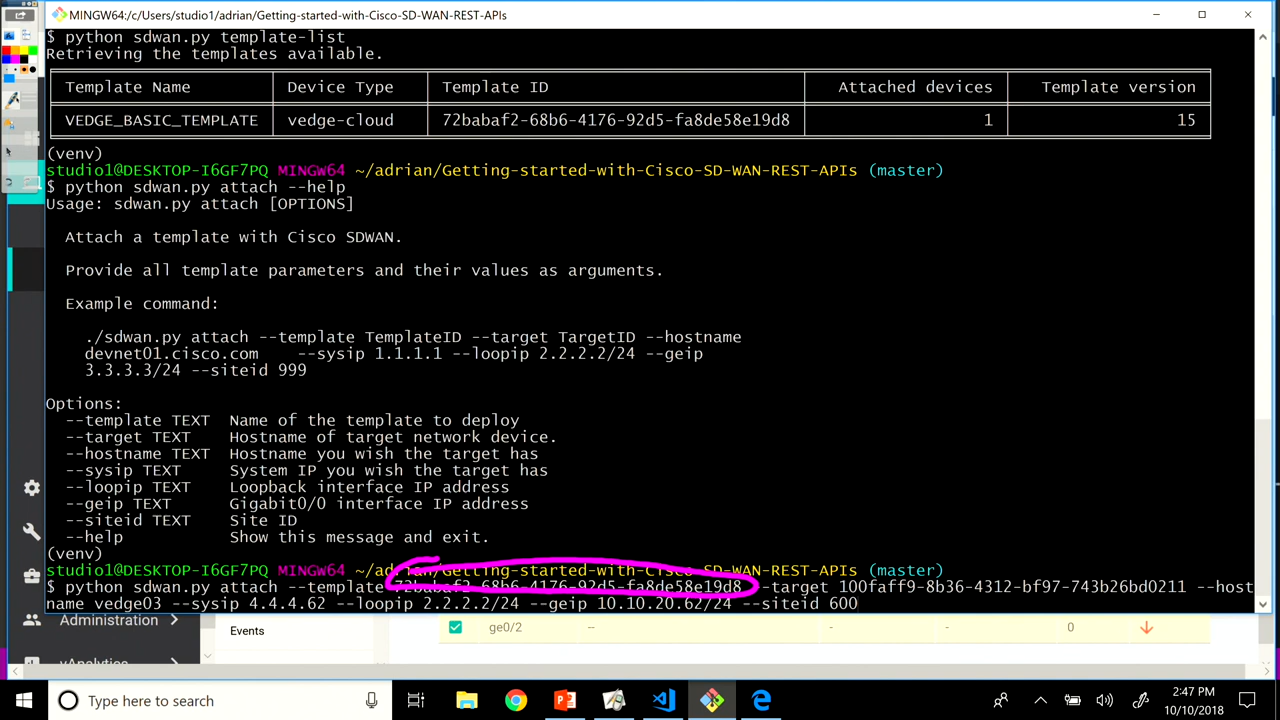 MINGW64:/c/Users/studio1/adrian/Getting-started-with-Cisco-SD-WAN-REST-APIs
$ python sdwan.py template-list
Retrieving the templates available.
Template Name Device Type Template ID Attached devices Template version
VEDGE_BASIC_TEMPLATE vedge-cloud 72babaf2-68b6-4176-92d5-fa8de58e19d8 1 15
(venv)
studio1@DESKTOP-I6GF7PQ MINGW64 ~/adrian/Getting-started-with-Cisco-SD-WAN-REST-APIs (master)
$ python sdwan.py attach --help
Usage: sdwan.py attach [OPTIONS]
Attach a template with Cisco SDWAN.
Provide all template parameters and their values as arguments.
Example command:
./sdwan.py attach --template TemplateID --target TargetID --hostname
devnet01.cisco.com --sysip 1.1.1.1 --loopip 2.2.2.2/24 --geip
3.3.3.3/24 --siteid 999
Options:
--template TEXT Name of the template to deploy
--target TEXT Hostname of target network device.
--hostname TEXT Hostname you wish the target has
--sysip TEXT System IP you wish the target has
--loopip TEXT Loopback interface IP address
--geip TEXT Gigabit0/0 interface IP address
--siteid TEXT Site ID
--help Show this message and exit.
(venv)
studio1@DESKTOP-I6GF7PQ MINGW64 ~/adrian/Getting-started-with-Cisco-SD-WAN-REST-APIs (master)
$ python sdwan.py attach --template 72babaf2-68b6-4176-92d5-fa8de58e19d8 --target 100faff9-8b36-4312-bf97-743b26bd0211 --host
name vedge03 --sysip 4.4.4.62 --loopip 2.2.2.2/24 --geip 10.10.20.62/24 --siteid 600
Administration
Events
ge0/2 -- - - 0
vAnalytics
Type here to search
2:47 PM
10/10/2018